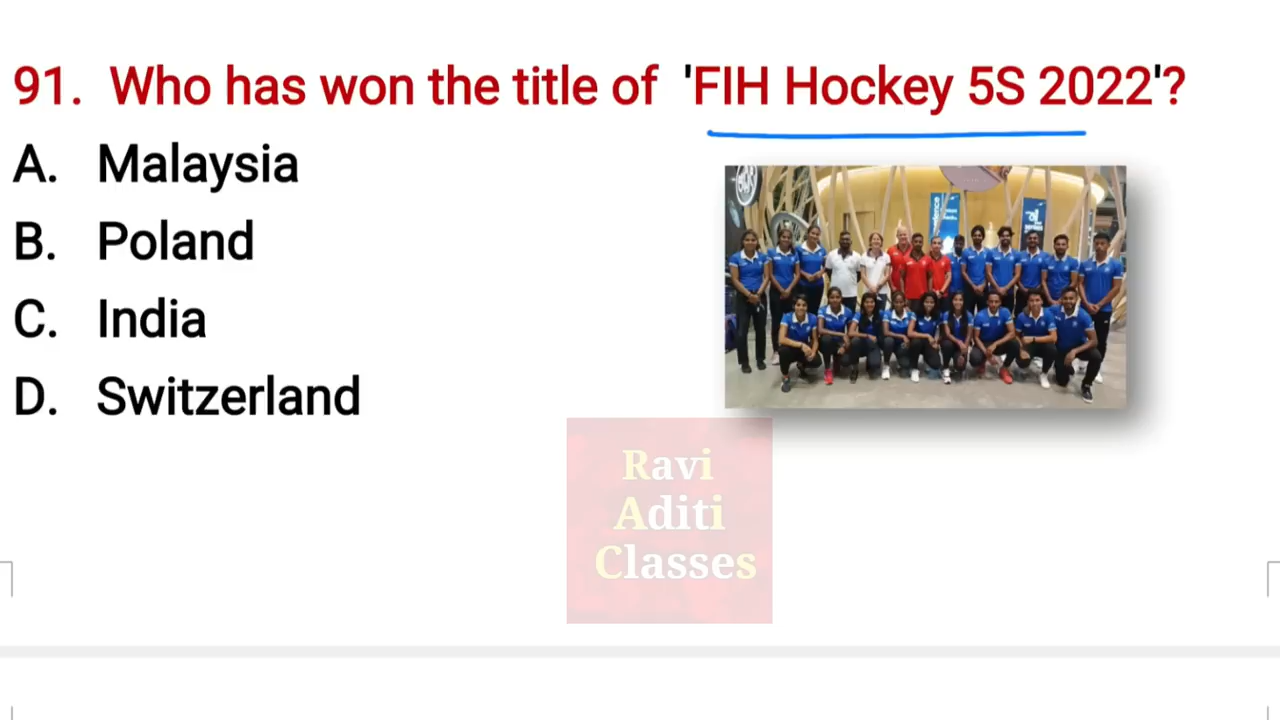 91. Who has won the title of 'FIH Hockey 5S 2022'?
A. Malaysia
B. Poland
C. India
D. Switzerland
Ravi
Aditi
Classes